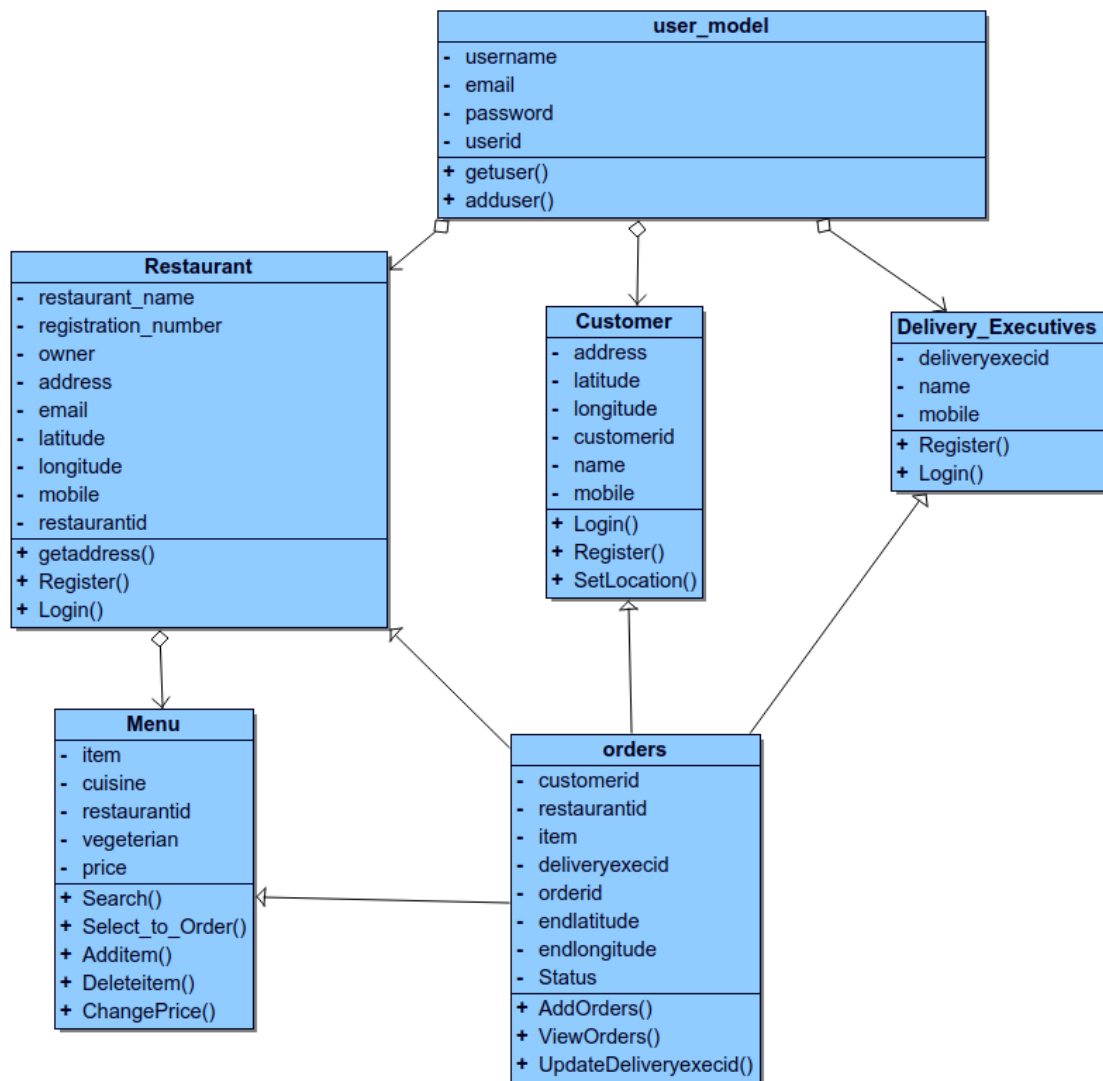 user_model
- username
- email
- password
- userid
+ getuser()
+ adduser()
Restaurant
- restaurant_name
- registration_number
- owner
- address
- email
- latitude
- longitude
- mobile
- restaurantid
+ getaddress()
+ Register()
+ Login()
Customer
- address
- latitude
- longitude
- customerid
- name
- mobile
+ Login()
+ Register()
+ SetLocation()
Delivery_Executives
- deliveryexecid
- name
- mobile
+ Register()
+ Login()
Menu
- item
- cuisine
- restaurantid
- vegeterian
- price
+ Search()
+ Select_to_Order()
+ Additem()
+ Deleteitem()
+ ChangePrice()
orders
- customerid
- restaurantid
- item
- deliveryexecid
- orderid
- endlatitude
- endlongitude
- Status
+ AddOrders()
+ ViewOrders()
+ UpdateDeliveryexecid()